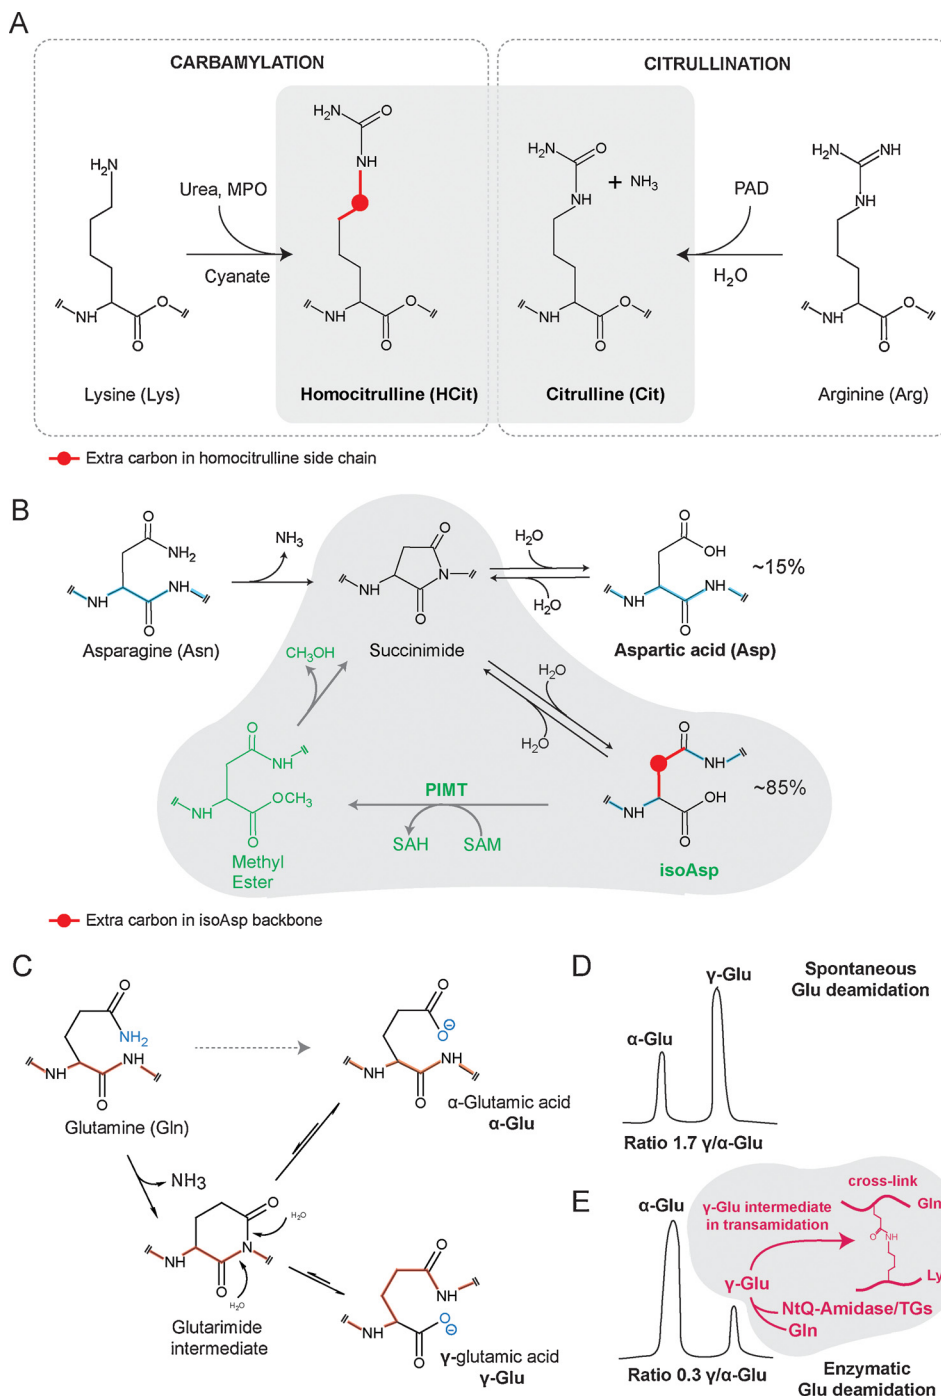 A
CARBAMYLATION
CITRULLINATION
H₂N
O
NH
H₂N
O
NH
+ NH₃
H₂N
NH
NH
H₂N
Urea, MPO
Cyanate
PAD
H₂O
NH
O
O
NH
O
O
NH
O
O
NH
O
O
Lysine (Lys)
Homocitrulline (HCit)
Citrulline (Cit)
Arginine (Arg)
Extra carbon in homocitrulline side chain
B
O
NH₂
NH
NH
O
Asparagine (Asn)
NH₃
O
N
NH
O
Succinimide
H₂O
H₂O
O
OH
NH
NH
O
~15%
Aspartic acid (Asp)
CH₃OH
H₂O
H₂O
O
NH
OCH₃
NH
O
Methyl
Ester
PIMT
SAH
SAM
O
NH
OH
NH
O
~85%
isoAsp
Extra carbon in isoAsp backbone
C
O
NH₂
NH
NH
O
Glutamine (Gln)
NH3
O
O⊖
NH
NH
O
α-Glutamic acid
α-Glu
O
N
NH
O
H₂O
H₂O
Glutarimide
intermediate
O
NH
O⊖
NH
O
γ-glutamic acid
γ-Glu
D
Spontaneous
Glu deamidation
γ-Glu
α-Glu
Ratio 1.7 γ/α-Glu
E
α-Glu
cross-link
γ-Glu intermediate
in transamidation
Gln
O
NH
Ly
γ-Glu
NtQ-Amidase/TGs
Gln
Ratio 0.3 γ/α-Glu
Enzymatic
Glu deamidation